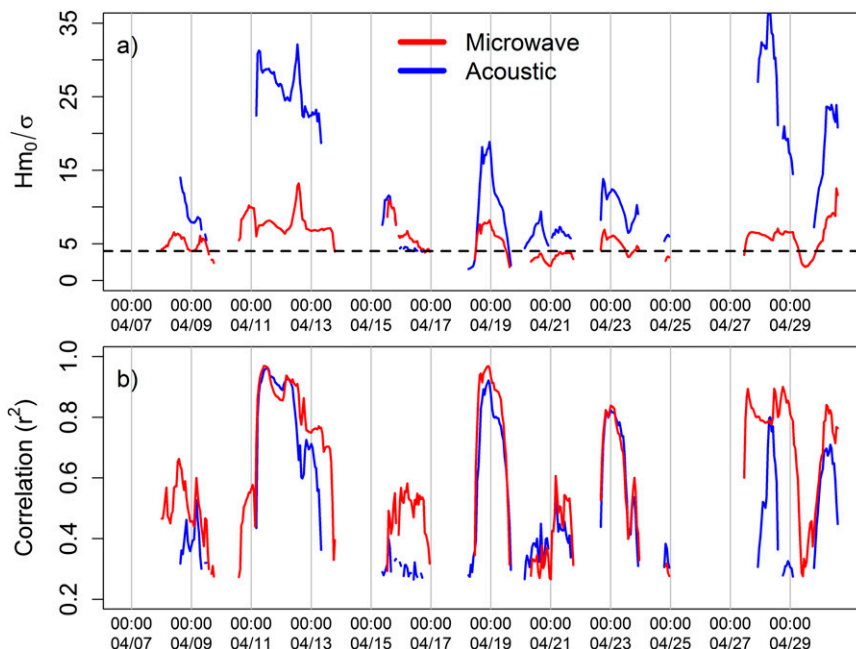 a)
Microwave
Acoustic
Hm₀/σ
35
25
15
5
0
00:00 00:00 00:00 00:00 00:00 00:00 00:00 00:00 00:00 00:00 00:00 00:00
04/07 04/09 04/11 04/13 04/15 04/17 04/19 04/21 04/23 04/25 04/27 04/29
b)
Correlation (r²)
1.0
0.8
0.6
0.4
0.2
00:00 00:00 00:00 00:00 00:00 00:00 00:00 00:00 00:00 00:00 00:00 00:00
04/07 04/09 04/11 04/13 04/15 04/17 04/19 04/21 04/23 04/25 04/27 04/29